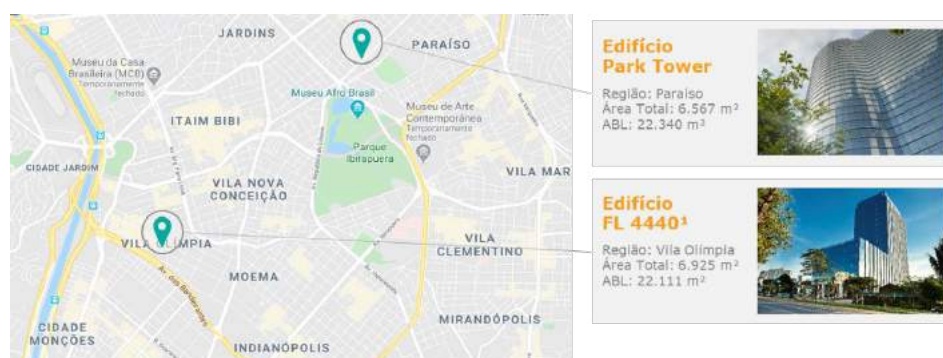 JARDINS
PARAÍSO
Museu da Casa
Brasileira (MCB)
Temporariamente
fechado
Museu Afro Brasil
Museu de Arte
Contemporânea
Temporariamente
fechado
ITAIM BIBI
Parque
Ibirapuera
CIDADE JARDIM
VILA MAR
VILA NOVA
CONCEIÇÃO
VILA OLÍMPIA
VILA
CLEMENTINO
MOEMA
Av. dos Bandeirantes
MIRANDÓPOLIS
CIDADE
MONÇÕES
INDIANÓPOLIS
Edifício
Park Tower
Região: Paraíso
Área Total: 6.567 m²
ABL: 22.340 m²
Edifício
FL 4440¹
Região: Vila Olímpia
Área Total: 6.925 m²
ABL: 22.111 m²